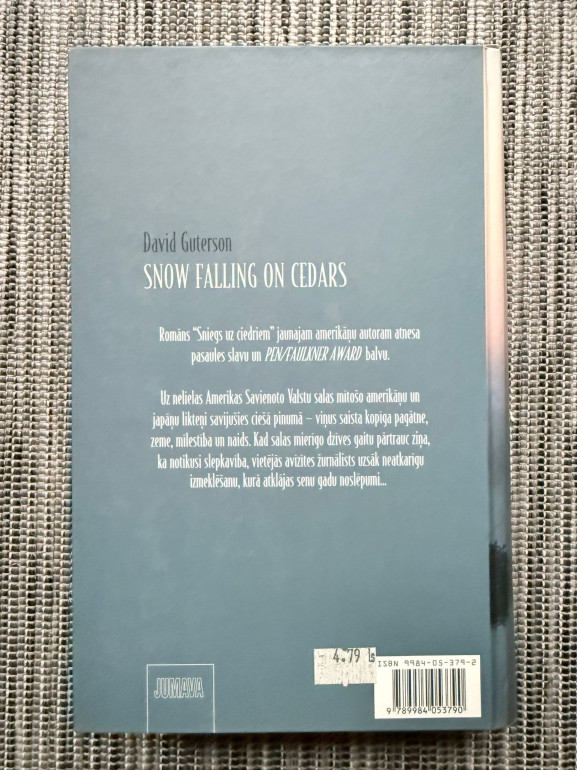 David Guterson
SNOW FALLING ON CEDARS
Romāns “Sniegs uz ciedriem” jaunajam amerikāņu autoram atnesa
pasaules slavu un PEN/FAULKNER AWARD balvu.
Uz nelielas Amerikas Savienoto Valstu salas mītošo amerikāņu un
japāņu likteņi savijušies ciešā pinumā – viņus saista kopīga pagātne,
zeme, mīlestība un naids. Kad salas mierīgo dzīves gaitu pārtrauc ziņa,
ka notikusi slepkavība, vietējās avīzītes žurnālists uzsāk neatkarīgu
izmeklēšanu, kurā atklājas senu gadu noslēpumi...
4.79 Ls
ISBN 9984-05-379-2
JUMAVA
9 789984 053790